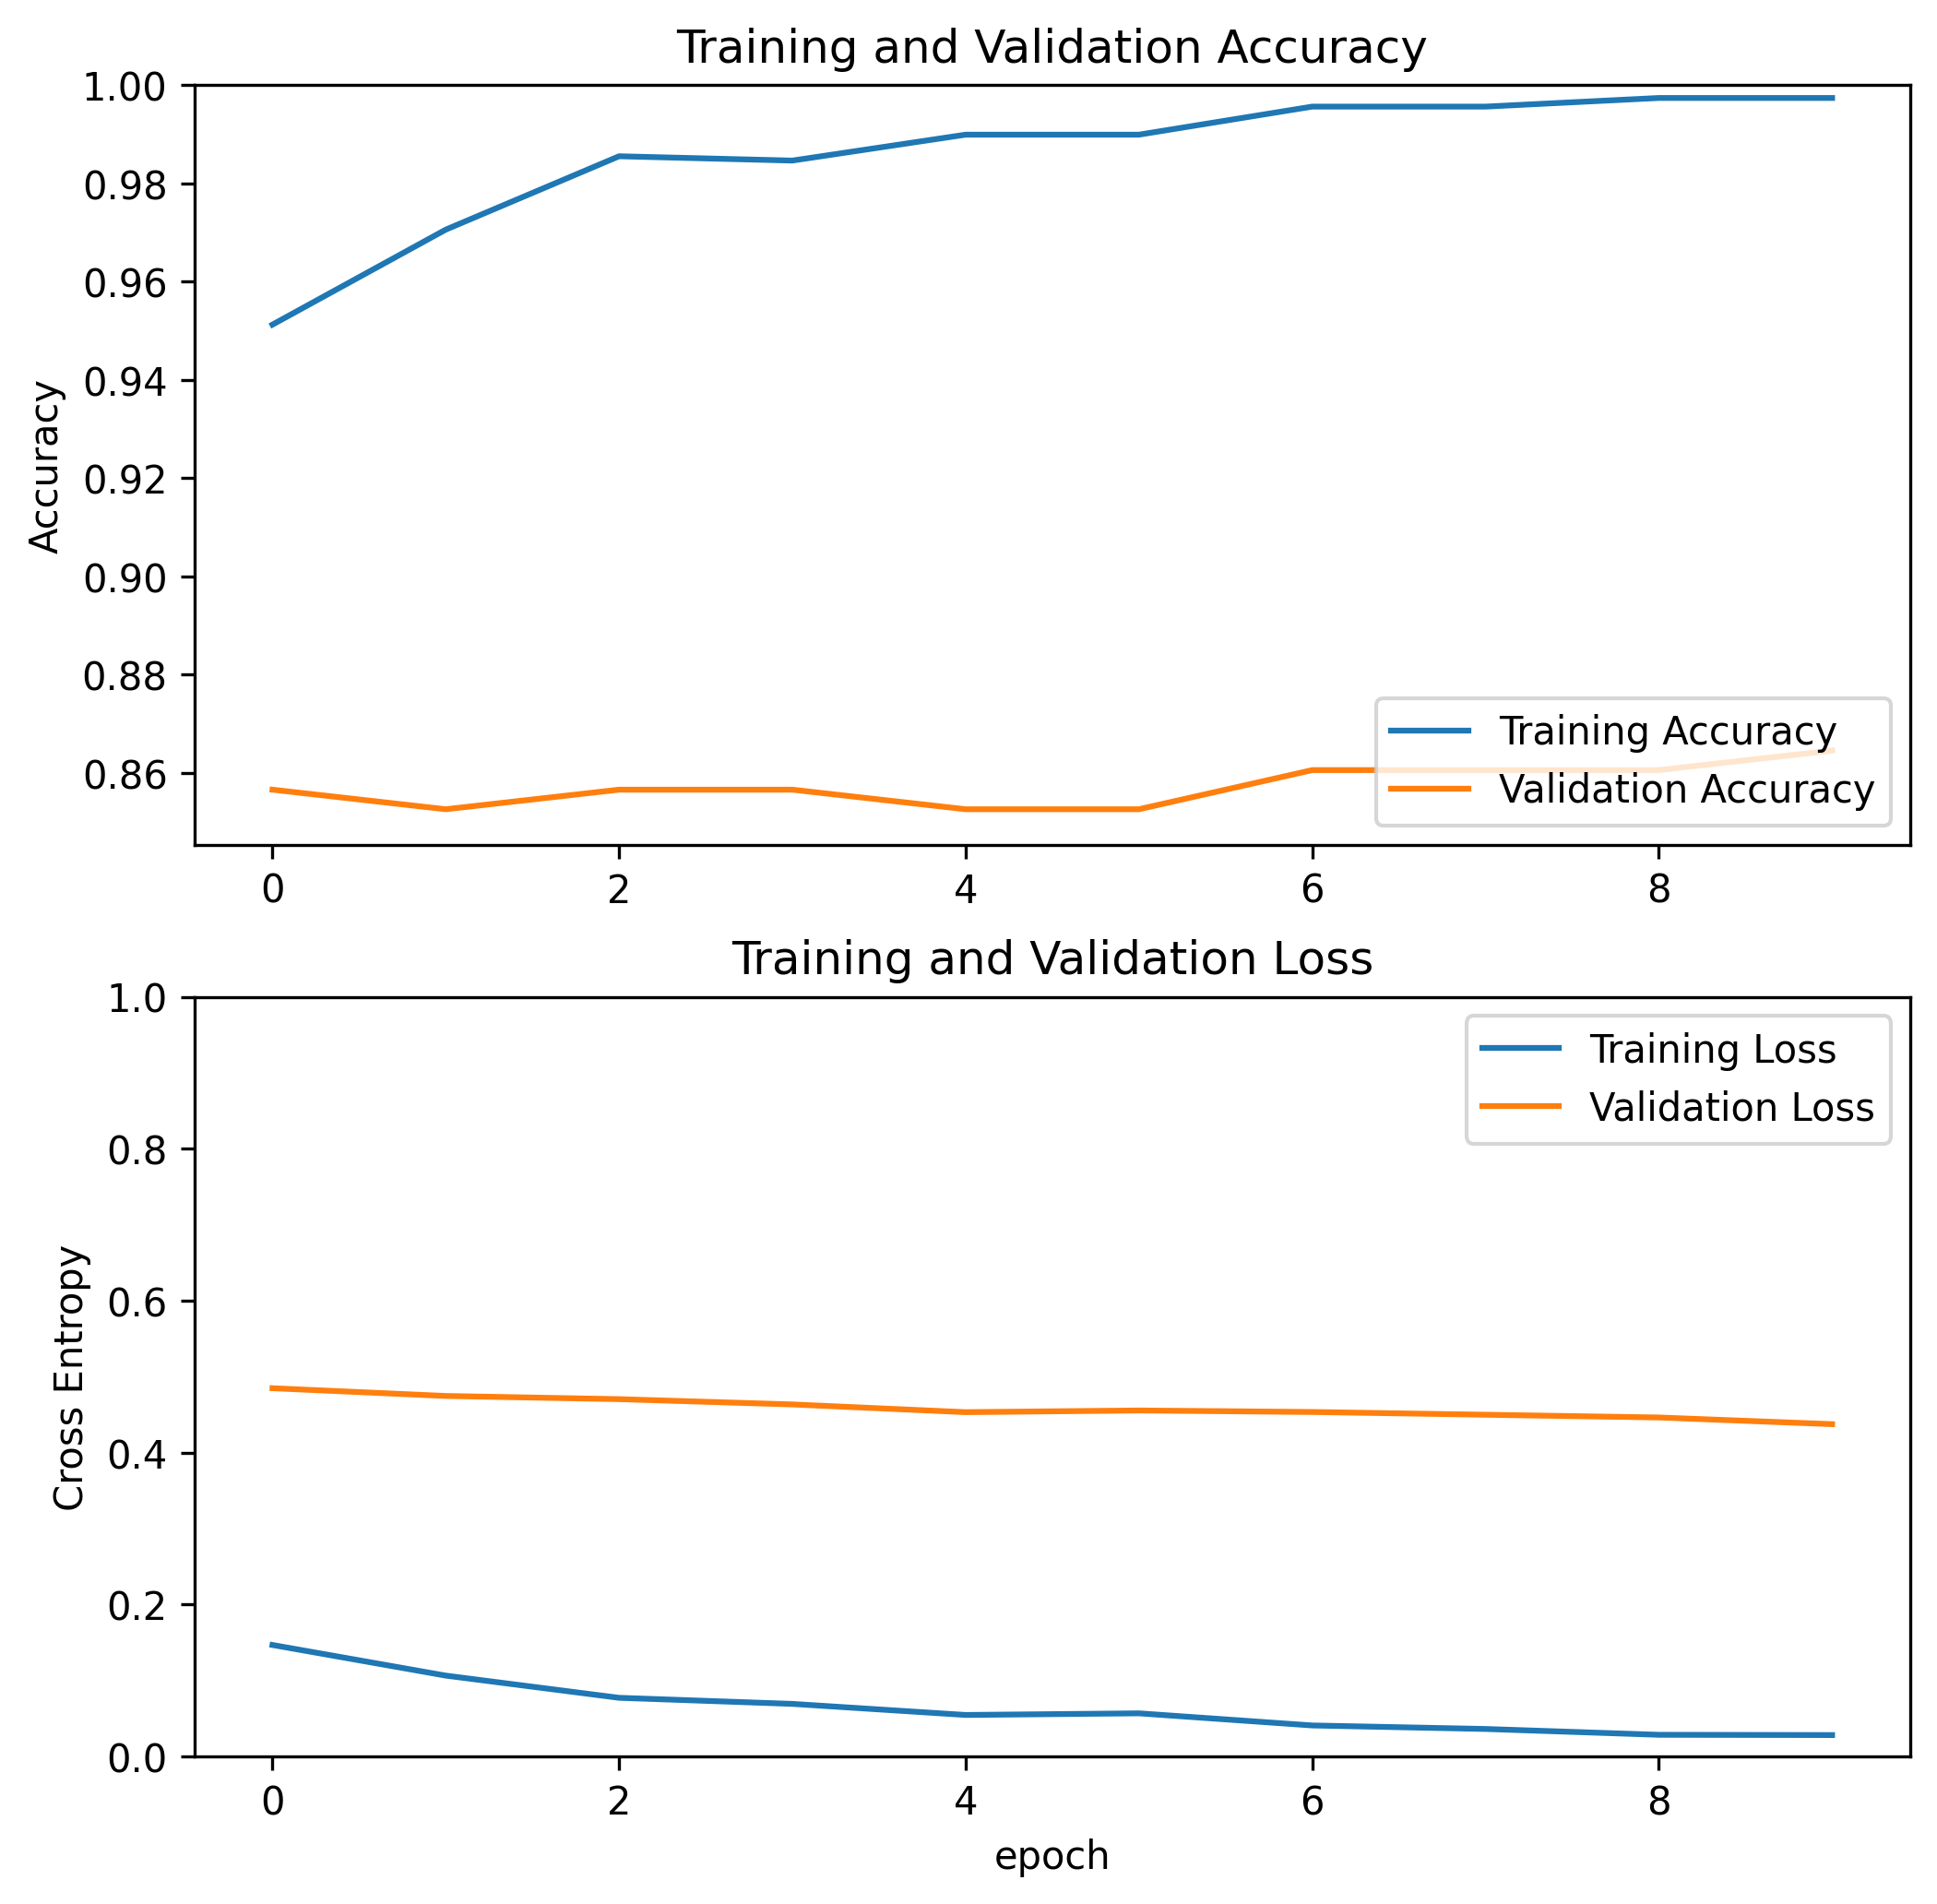 Training and Validation Accuracy
1.00
0.98
0.96
0.94
0.92
0.90
0.88
0.86
Accuracy
Training Accuracy
Validation Accuracy
0 2 4 6 8
Training and Validation Loss
1.0
0.8
0.6
0.4
0.2
0.0
Cross Entropy
Training Loss
Validation Loss
0 2 4 6 8
epoch